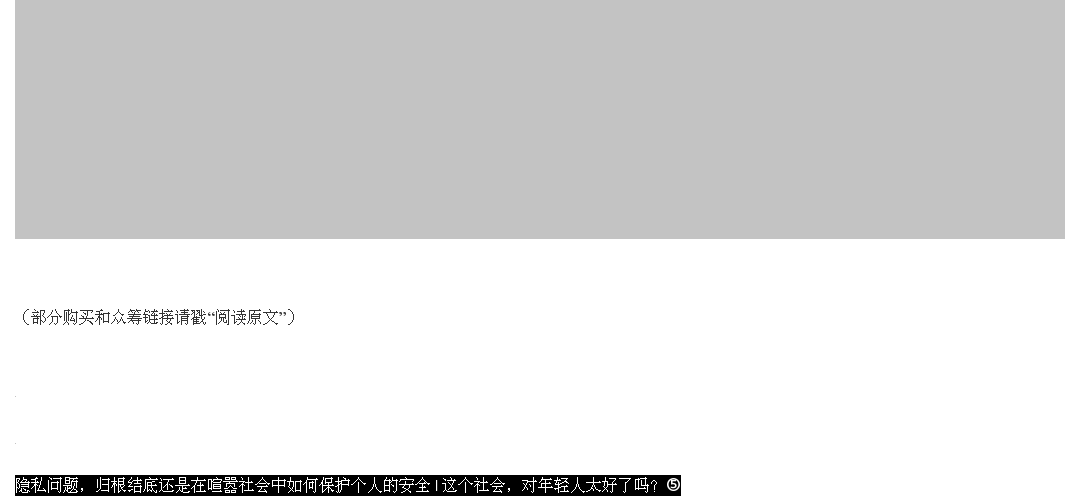 （部分购买和众筹链接请戳“阅读原文”）
隐私问题，归根结底还是在喧嚣社会中如何保护个人的安全 | 这个社会，对年轻人太好了吗？❺